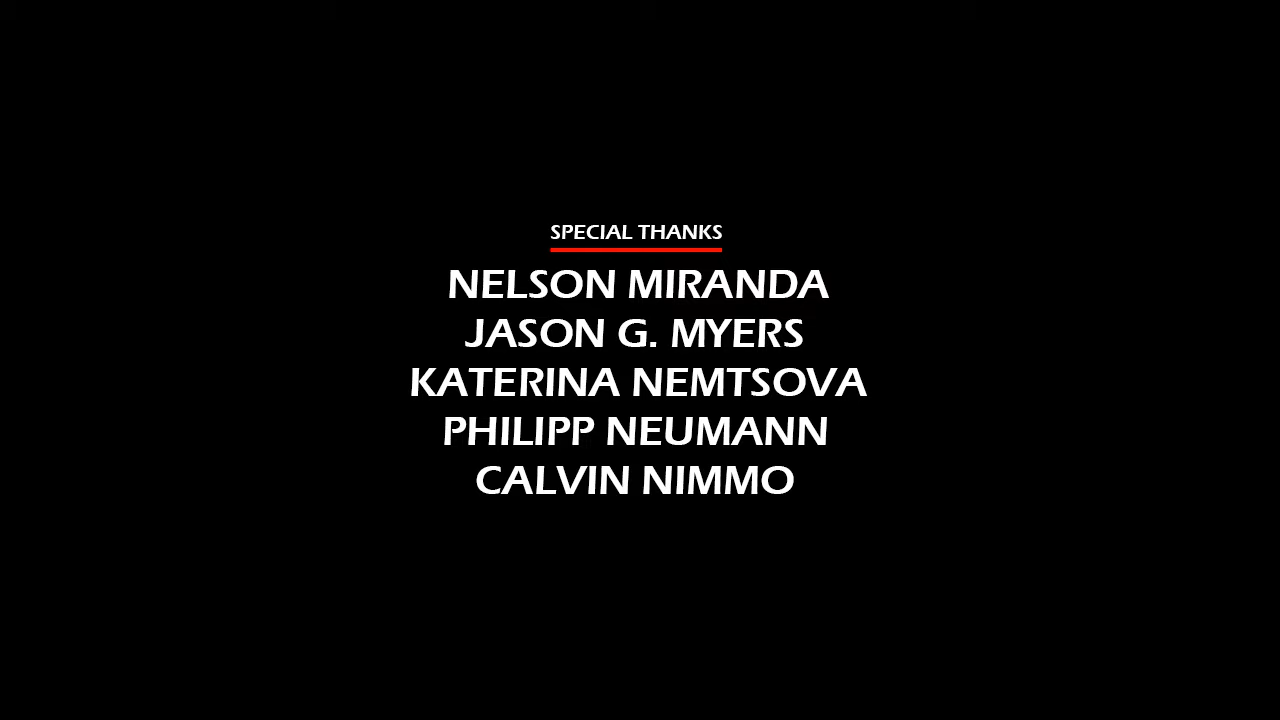 SPECIAL THANKS
NELSON MIRANDA
JASON G. MYERS
KATERINA NEMTSOVA
PHILIPP NEUMANN
CALVIN NIMMO